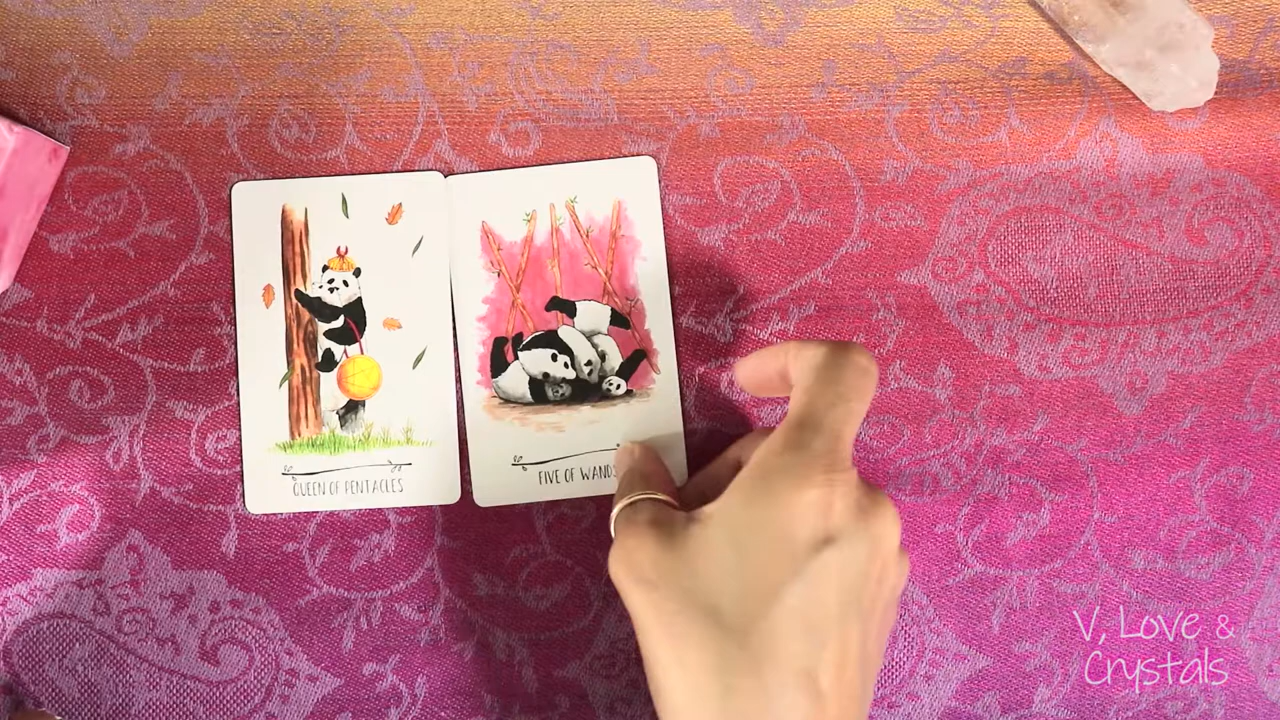 QUEEN OF PENTACLES
FIVE OF WANDS
V, Love &
Crystals